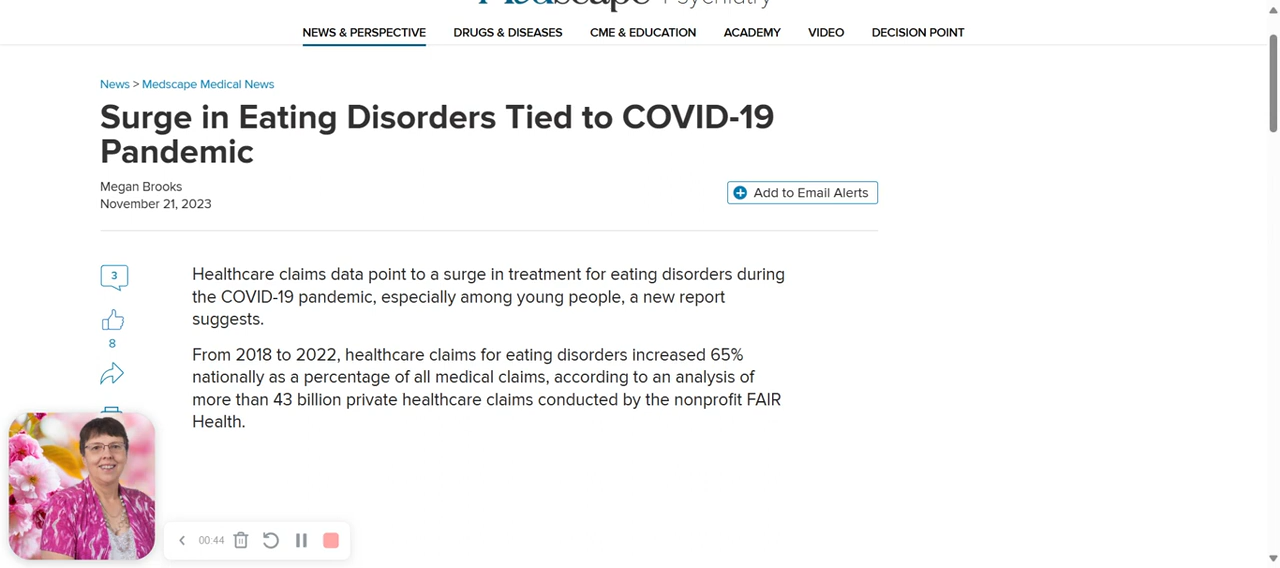 Medscape Psychiatry
NEWS & PERSPECTIVE DRUGS & DISEASES CME & EDUCATION ACADEMY VIDEO DECISION POINT
News > Medscape Medical News
Surge in Eating Disorders Tied to COVID-19
Pandemic
Megan Brooks
November 21, 2023
Add to Email Alerts
3
8
Healthcare claims data point to a surge in treatment for eating disorders during
the COVID-19 pandemic, especially among young people, a new report
suggests.
From 2018 to 2022, healthcare claims for eating disorders increased 65%
nationally as a percentage of all medical claims, according to an analysis of
more than 43 billion private healthcare claims conducted by the nonprofit FAIR
Health.
00:44